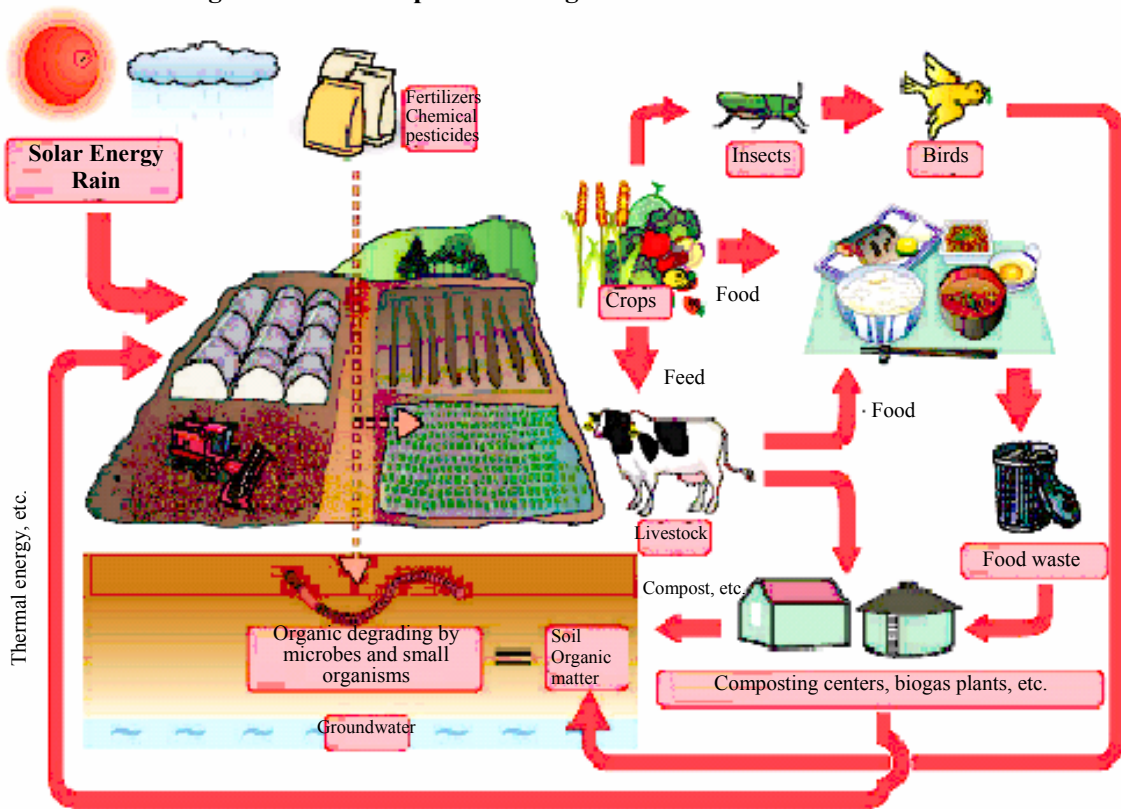 Fertilizers
Chemical
pesticides
Solar Energy
Rain
Insects
Birds
Crops
Food
Feed
· Food
Livestock
Food waste
Thermal energy, etc.
Compost, etc.
Organic degrading by
microbes and small
organisms
Soil
Organic
matter
Composting centers, biogas plants, etc.
Groundwater